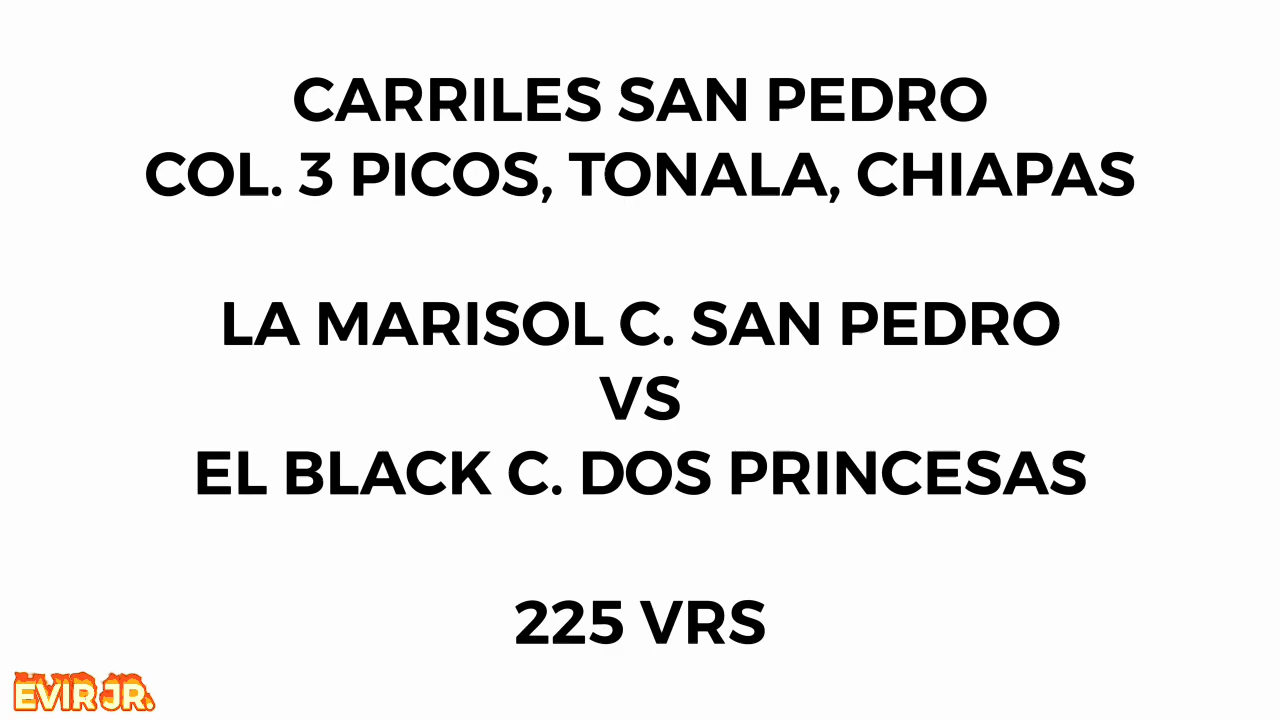 CARRILES SAN PEDRO
COL. 3 PICOS, TONALA, CHIAPAS
LA MARISOL C. SAN PEDRO
VS
EL BLACK C. DOS PRINCESAS
225 VRS
EVIR JR.